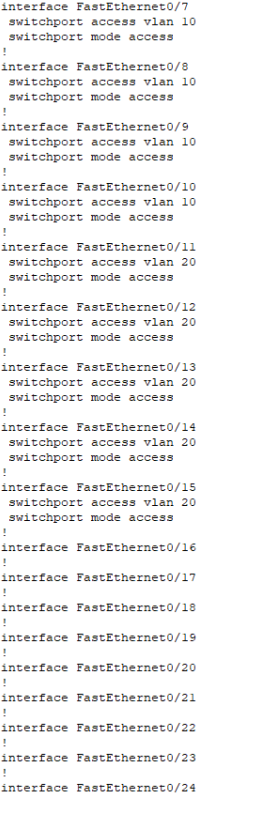 interface FastEthernet0/7
 switchport access vlan 10
 switchport mode access
!
interface FastEthernet0/8
 switchport access vlan 10
 switchport mode access
!
interface FastEthernet0/9
 switchport access vlan 10
 switchport mode access
!
interface FastEthernet0/10
 switchport access vlan 10
 switchport mode access
!
interface FastEthernet0/11
 switchport access vlan 20
 switchport mode access
!
interface FastEthernet0/12
 switchport access vlan 20
 switchport mode access
!
interface FastEthernet0/13
 switchport access vlan 20
 switchport mode access
!
interface FastEthernet0/14
 switchport access vlan 20
 switchport mode access
!
interface FastEthernet0/15
 switchport access vlan 20
 switchport mode access
!
interface FastEthernet0/16
!
interface FastEthernet0/17
!
interface FastEthernet0/18
!
interface FastEthernet0/19
!
interface FastEthernet0/20
!
interface FastEthernet0/21
!
interface FastEthernet0/22
!
interface FastEthernet0/23
!
interface FastEthernet0/24